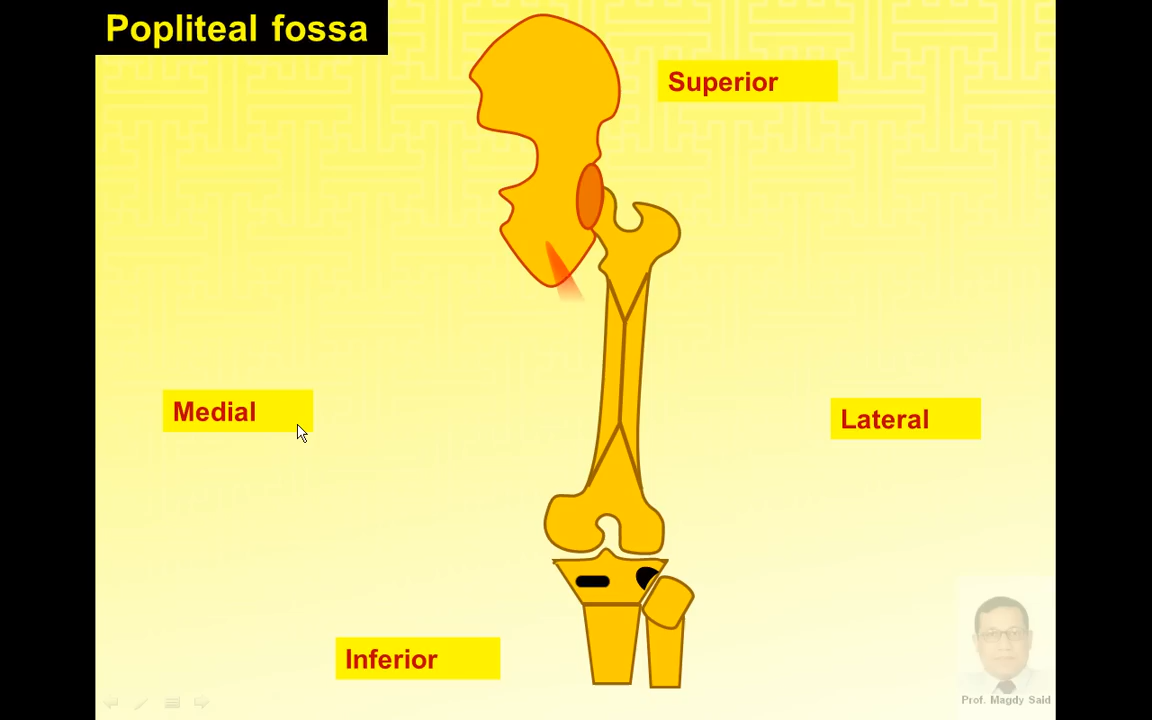 Popliteal fossa
Superior
Medial
Lateral
Inferior
Prof. Magdy Said